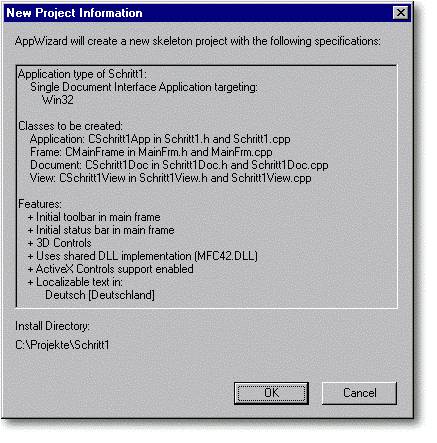 New Project Information
AppWizard will create a new skeleton project with the following specifications:
Application type of Schritt1:
Single Document Interface Application targeting:
Win32
Classes to be created:
Application: CSchritt1App in Schritt1.h and Schritt1.cpp
Frame: CMainFrame in MainFrm.h and MainFrm.cpp
Document: CSchritt1Doc in Schritt1Doc.h and Schritt1Doc.cpp
View: CSchritt1View in Schritt1View.h and Schritt1View.cpp
Features:
+ Initial toolbar in main frame
+ Initial status bar in main frame
+ 3D Controls
+ Uses shared DLL implementation (MFC42.DLL)
+ ActiveX Controls support enabled
+ Localizable text in:
Deutsch [Deutschland]
Install Directory:
C:\Projekte\Schritt1
OK
Cancel